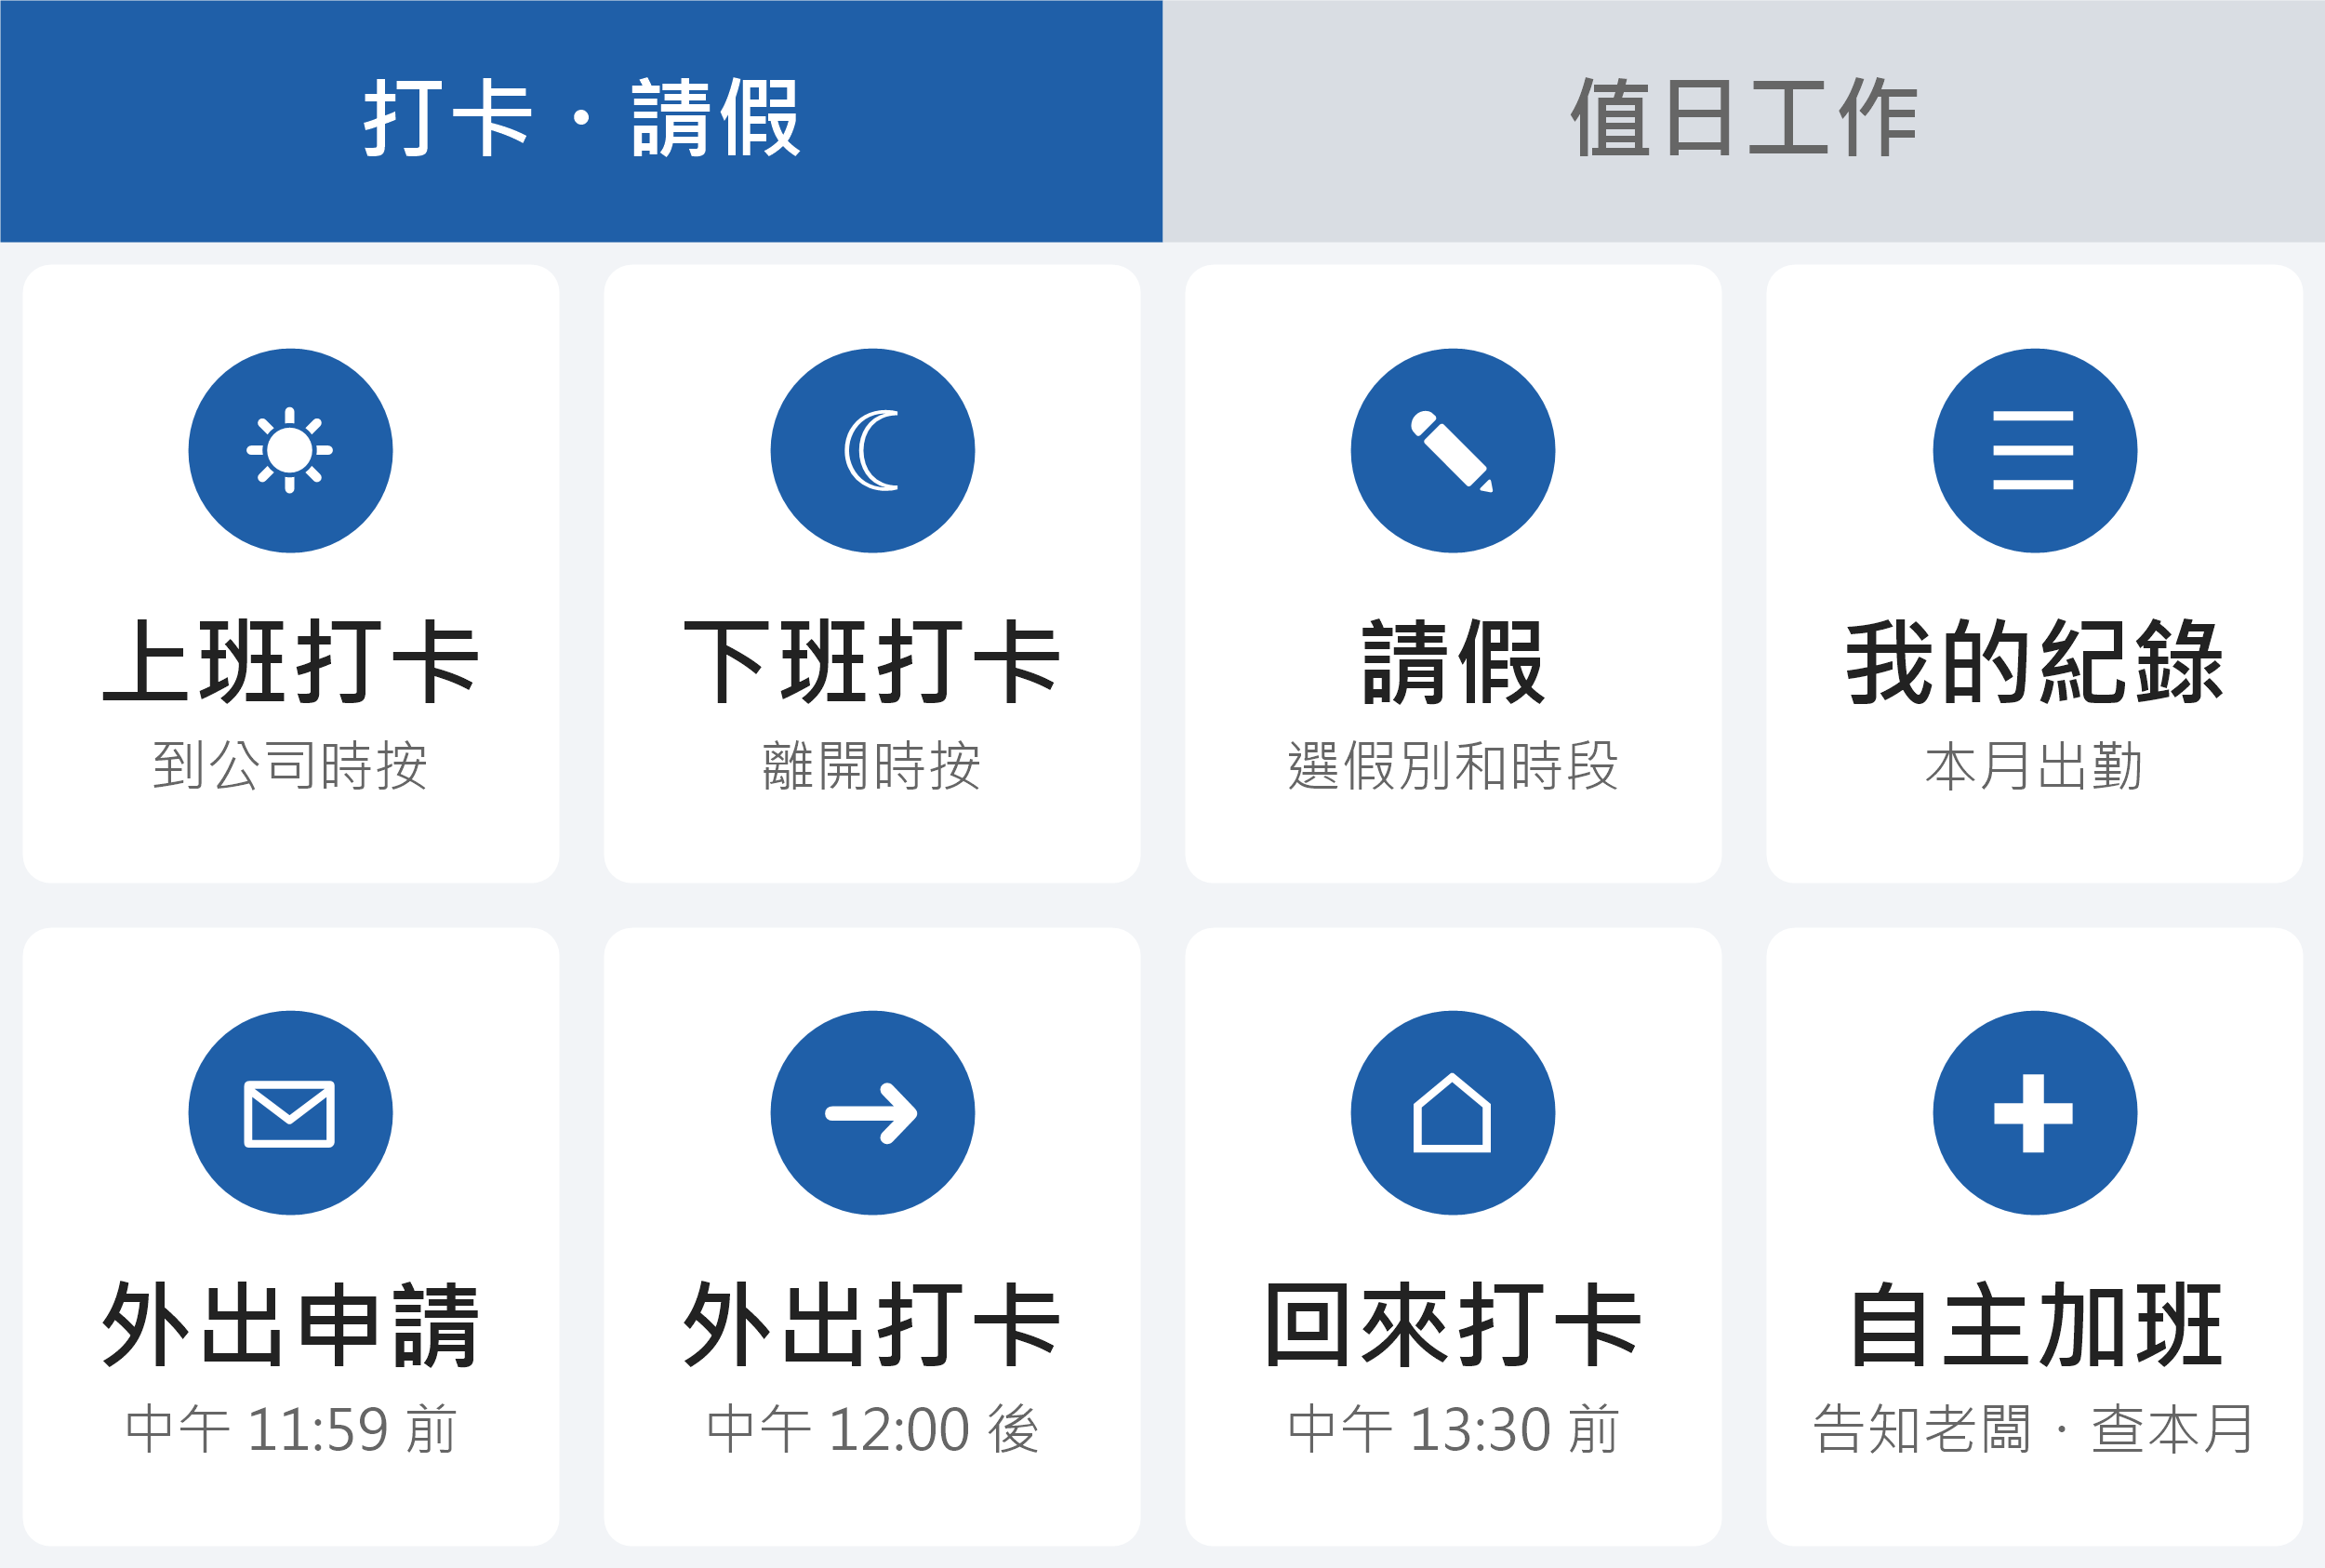 打卡・請假
值日工作
上班打卡
到公司時按
下班打卡
離開時按
請假
選假別和時段
我的紀錄
本月出勤
外出申請
中午 11:59 前
外出打卡
中午 12:00 後
回來打卡
中午 13:30 前
自主加班
告知老闆・查本月